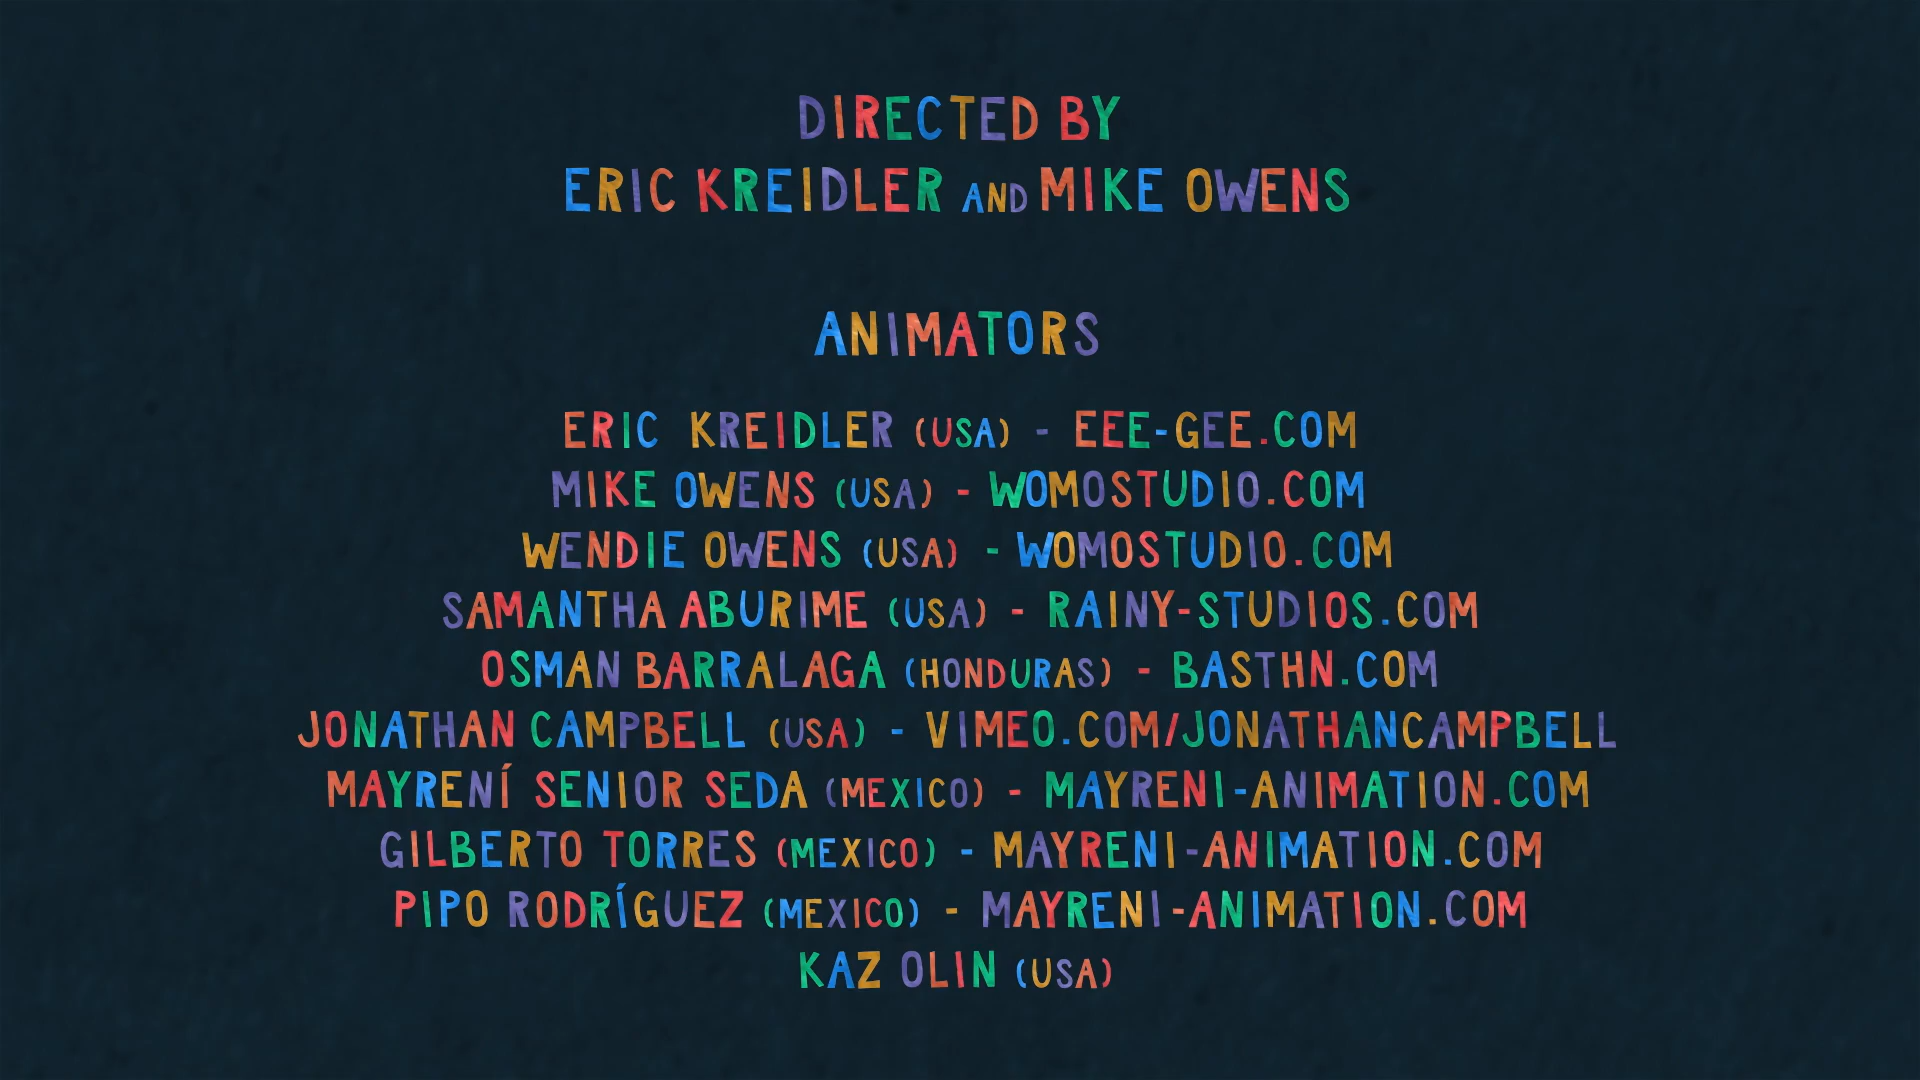 DIRECTED BY
ERIC KREIDLER AND MIKE OWENS
ANIMATORS
ERIC KREIDLER (USA) - EEE-GEE.COM
MIKE OWENS (USA) - WOMOSTUDIO.COM
WENDIE OWENS (USA) - WOMOSTUDIO.COM
SAMANTHA ABURIME (USA) - RAINY-STUDIOS.COM
OSMAN BARRALAGA (HONDURAS) - BASTHN.COM
JONATHAN CAMPBELL (USA) - VIMEO.COM/JONATHANCAMPBELL
MAYRENÍ SENIOR SEDA (MEXICO) - MAYRENI-ANIMATION.COM
GILBERTO TORRES (MEXICO) - MAYRENI-ANIMATION.COM
PIPO RODRÍGUEZ (MEXICO) - MAYRENI-ANIMATION.COM
KAZ OLIN (USA)